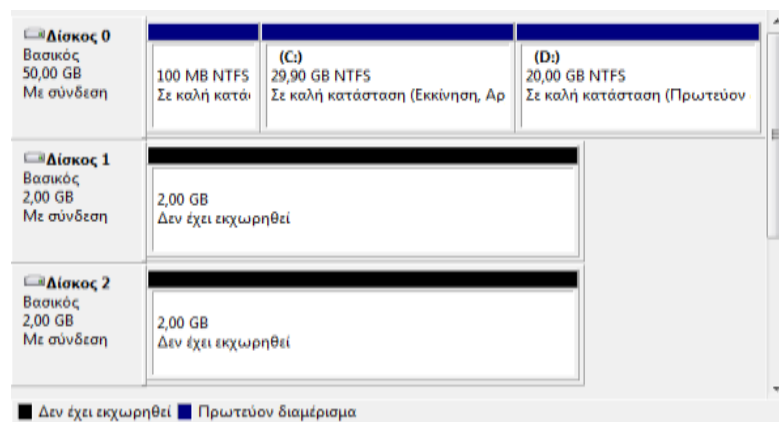 Δίσκος 0
Βασικός
50,00 GB
Με σύνδεση
100 MB NTFS
Σε καλή
(C:)
29,90 GB NTFS
Σε καλή κατάσταση (Εκκίνηση, Αρ
(D:)
20,00 GB NTFS
Σε καλή κατάσταση (Πρωτεύον
Δίσκος 1
Βασικός
2,00 GB
Με σύνδεση
2,00 GB
Δεν έχει εκχωρηθεί
Δίσκος 2
Βασικός
2,00 GB
Με σύνδεση
2,00 GB
Δεν έχει εκχωρηθεί
Δεν έχει εκχωρηθεί Πρωτεύον διαμέρισμα